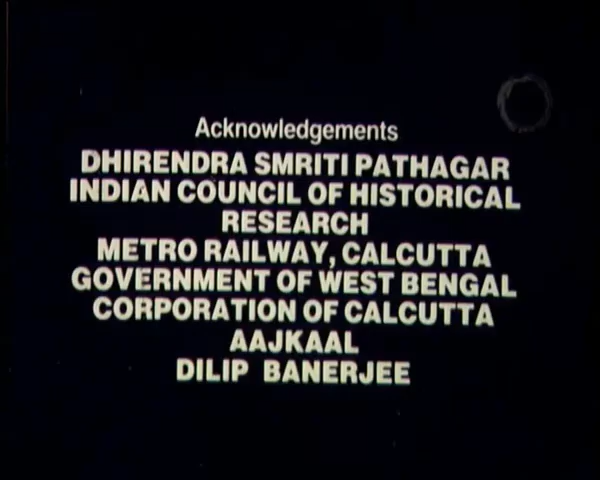 Acknowledgements
DHIRENDRA SMRITI PATHAGAR
INDIAN COUNCIL OF HISTORICAL
RESEARCH
METRO RAILWAY, CALCUTTA
GOVERNMENT OF WEST BENGAL
CORPORATION OF CALCUTTA
AAJKAAL
DILIP BANERJEE